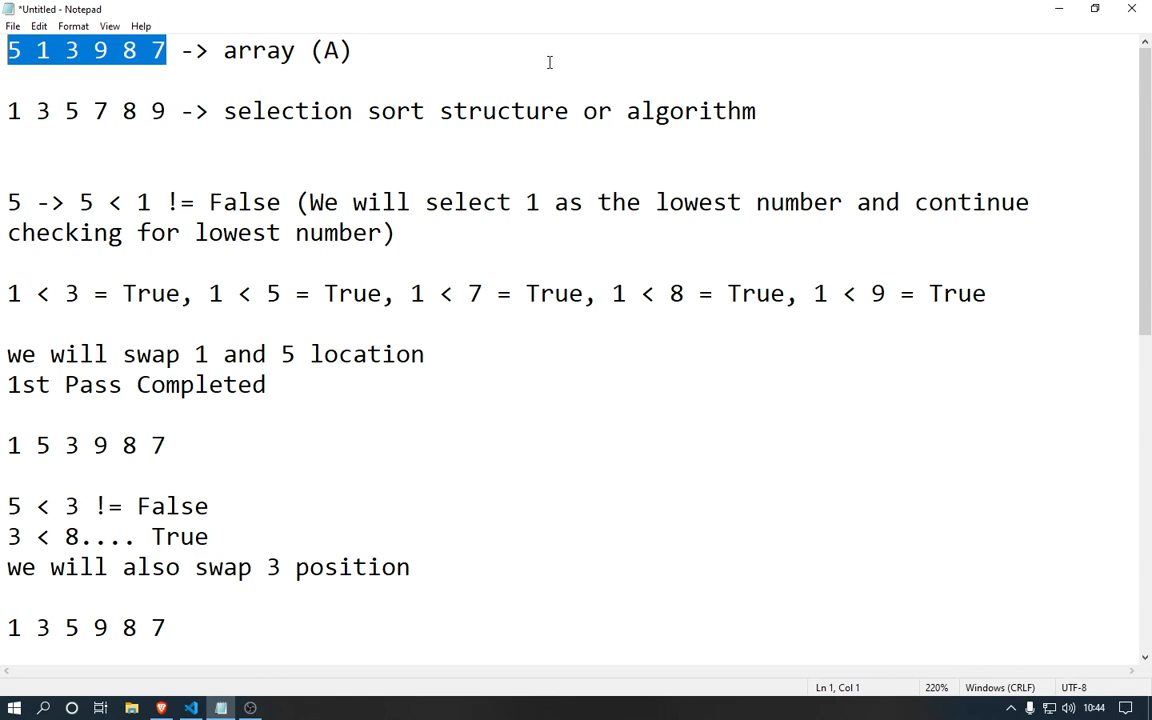 *Untitled - Notepad
File Edit Format View Help
5 1 3 9 8 7 -> array (A)
1 3 5 7 8 9 -> selection sort structure or algorithm
5 -> 5 < 1 != False (We will select 1 as the lowest number and continue
checking for lowest number)
1 < 3 = True, 1 < 5 = True, 1 < 7 = True, 1 < 8 = True, 1 < 9 = True
we will swap 1 and 5 location
1st Pass Completed
1 5 3 9 8 7
5 < 3 != False
3 < 8.... True
we will also swap 3 position
1 3 5 9 8 7
Ln 1, Col 1 220% Windows (CRLF) UTF-8
10:44